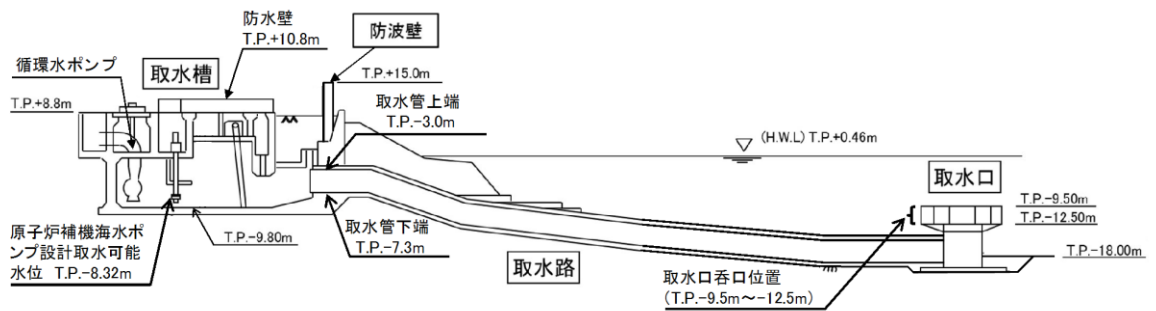 防水壁
T.P.+10.8m
防波壁
循環水ポンプ
取水槽
T.P.+15.0m
T.P.+8.8m
取水管上端
T.P.-3.0m
(H.W.L) T.P.+0.46m
取水口
T.P.-9.50m
T.P.-12.50m
原子炉補機海水ポ
ンプ設計取水可能
水位 T.P.-8.32m
T.P.-9.80m
取水管下端
T.P.-7.3m
取水路
T.P.-18.00m
取水口呑口位置
(T.P.-9.5m～-12.5m)